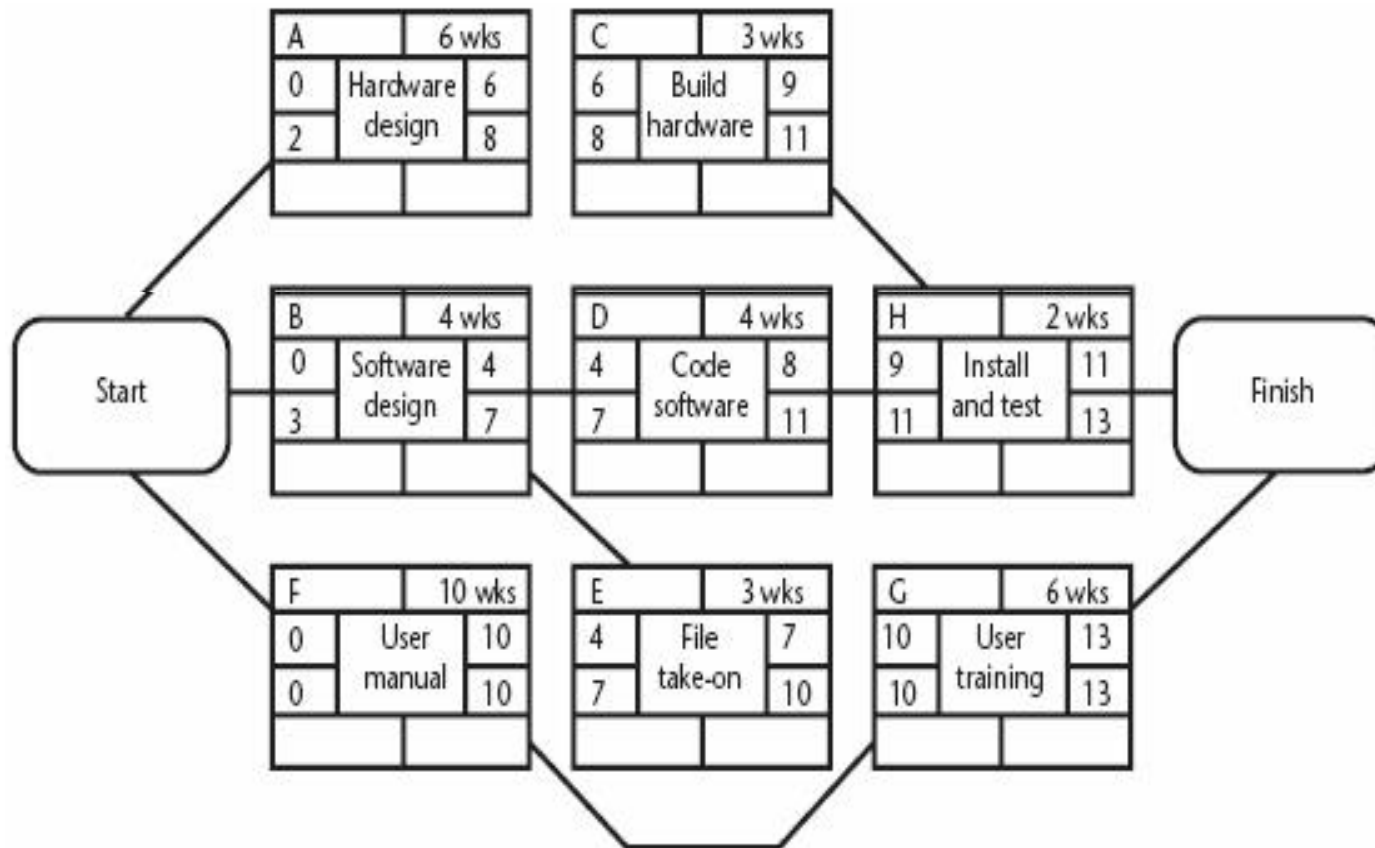 A 6 wks
0 Hardware 6
2 design 8
C 3 wks
6 Build 9
8 hardware 11
Start
B 4 wks
0 Software 4
3 design 7
D 4 wks
4 Code 8
7 software 11
H 2 wks
9 Install 11
11 and test 13
Finish
F 10 wks
0 User 10
0 manual 10
E 3 wks
4 File 7
7 take-on 10
G 6 wks
10 User 13
10 training 13